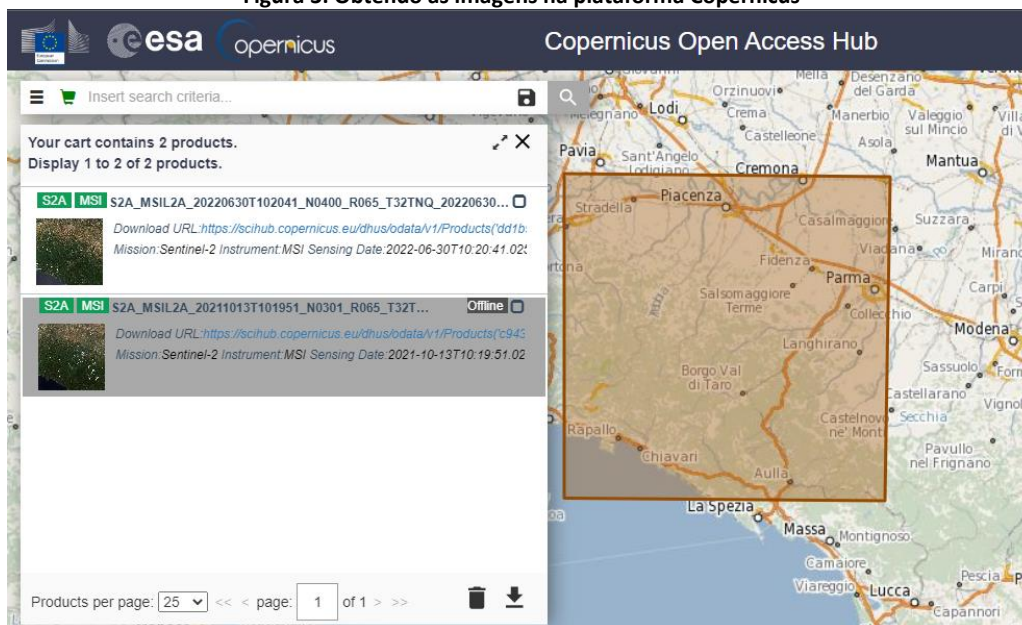 Figura 3. Obtendo as imagens na plataforma Copernicus
European
Commission
esa opernicus
Copernicus Open Access Hub
Insert search criteria...
Your cart contains 2 products.
Display 1 to 2 of 2 products.
S2A MSI S2A_MSIL2A_20220630T102041_N0400_R065_T32TNQ_20220630...
Download URL:https://scihub.copernicus.eu/dhus/odata/v1/Products('dd1b
Mission:Sentinel-2 Instrument:MSI Sensing Date:2022-06-30T10:20:41.02
S2A MSI S2A_MSIL2A_20211013T101951_N0301_R065_T32T... Offline
Download URL:https://scihub.copernicus.eu/dhus/odata/v1/Products('c943
Mission:Sentinel-2 Instrument:MSI Sensing Date:2021-10-13T10:19:51.02
Products per page: 25 << < page: 1 of 1 > >>
Mella
Desenzano
del Garda
Orzinuovi
Lodi
Crema
Manerbio
Valeggio
sul Mincio
Castelleone
Asola
Pavia
Sant'Angelo
Lodigiano
Cremona
Mantua
Piacenza
Stradella
Casalmaggiore
Suzzara
Viadana
Fidenza
Parma
Carpi
Salsomaggiore
Terme
Collecchio
Modena
Langhirano
Sassuolo
Borgo Val
di Taro
Castellarano
Castelnovo
ne' Monti
Secchia
Rapallo
Pavullo
nel Frignano
Chiavari
Aulla
La Spezia
Massa
Montignoso
Camaiore
Pescia
Viareggio
Lucca
Capannori